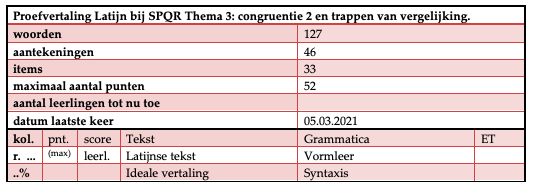 Proefvertaling Latijn bij SPQR Thema 3: congruentie 2 en trappen van vergelijking.
woorden 127
aantekeningen 46
items 33
maximaal aantal punten 52
aantal leerlingen tot nu toe
datum laatste keer 05.03.2021
kol. pnt. score Tekst Grammatica ET
r. ... (max) leerl. Latijnse tekst Vormleer
..% Ideale vertaling Syntaxis